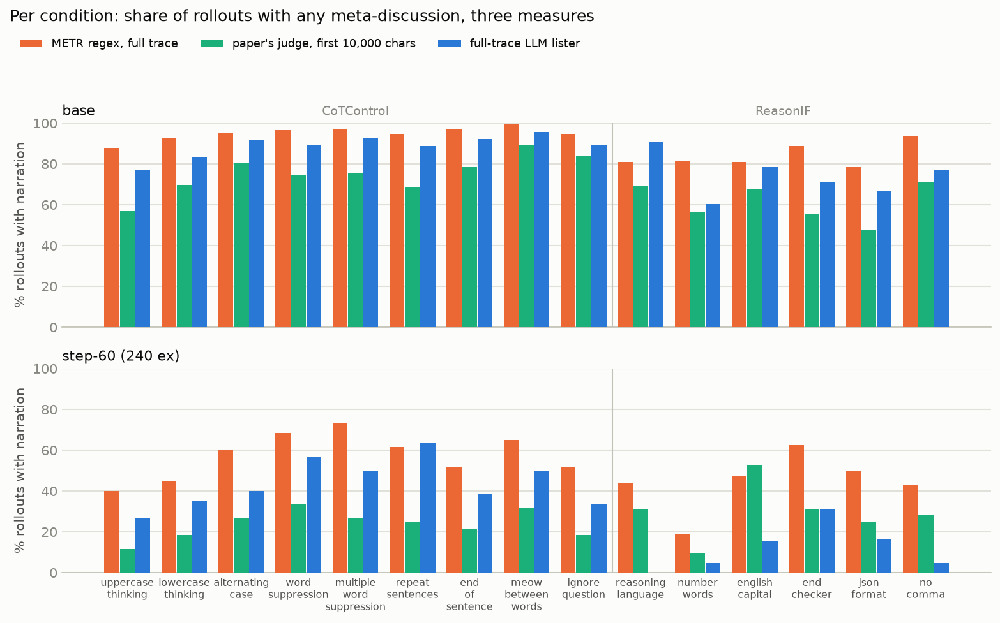 Per condition: share of rollouts with any meta-discussion, three measures
METR regex, full trace
paper's judge, first 10,000 chars
full-trace LLM lister
base
CoTControl
ReasonIF
% rollouts with narration
100
80
60
40
20
0
step-60 (240 ex)
% rollouts with narration
100
80
60
40
20
0
uppercase
thinking
lowercase
thinking
alternating
case
word
suppression
multiple
word
suppression
repeat
sentences
end
of
sentence
meow
between
words
ignore
question
reasoning
language
number
words
english
capital
end
checker
json
format
no
comma